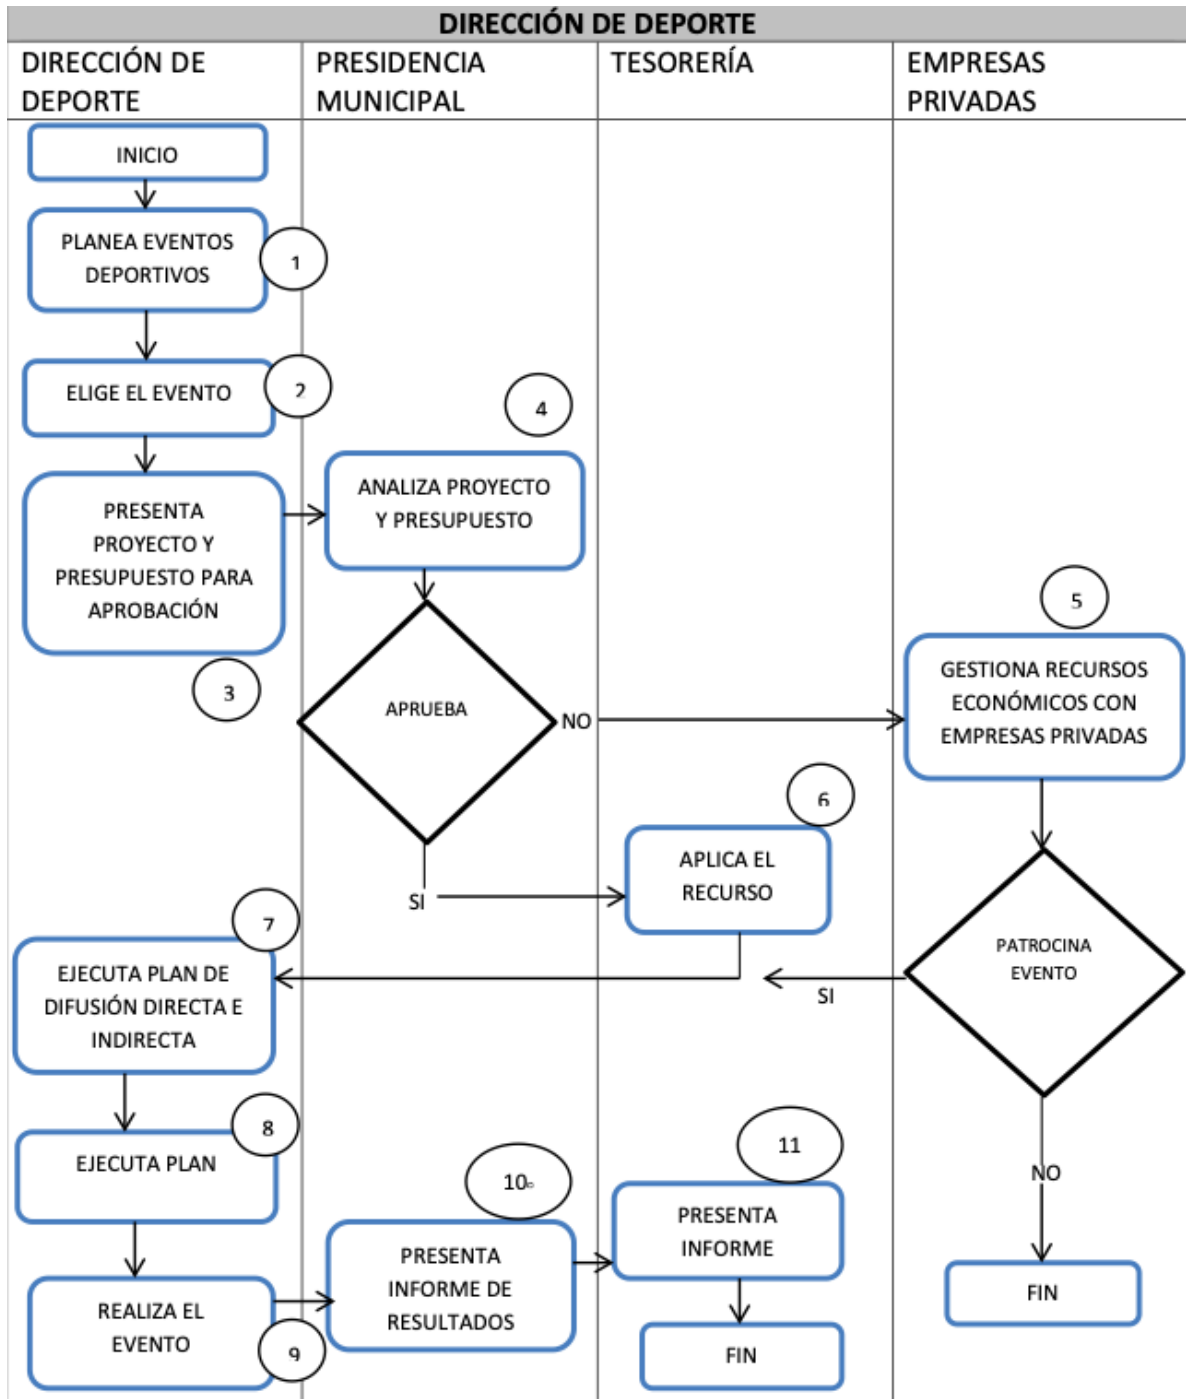 DIRECCIÓN DE DEPORTE
DIRECCIÓN DE
DEPORTE
PRESIDENCIA
MUNICIPAL
TESORERÍA
EMPRESAS
PRIVADAS
INICIO
PLANEA EVENTOS
DEPORTIVOS
1
ELIGE EL EVENTO
2
PRESENTA
PROYECTO Y
PRESUPUESTO PARA
APROBACIÓN
3
4
ANALIZA PROYECTO
Y PRESUPUESTO
APRUEBA
NO
SI
5
GESTIONA RECURSOS
ECONÓMICOS CON
EMPRESAS PRIVADAS
6
APLICA EL
RECURSO
PATROCINA
EVENTO
SI
NO
FIN
7
EJECUTA PLAN DE
DIFUSIÓN DIRECTA E
INDIRECTA
8
EJECUTA PLAN
REALIZA EL
EVENTO
9
10
PRESENTA
INFORME DE
RESULTADOS
11
PRESENTA
INFORME
FIN